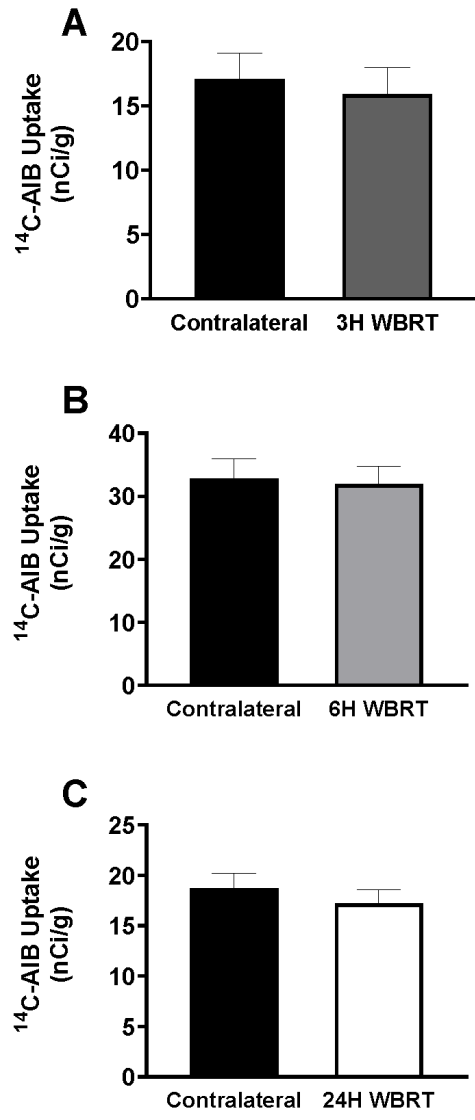 A
¹⁴C-AIB Uptake
(nCi/g)
20
15
10
5
0
Contralateral 3H WBRT
B
¹⁴C-AIB Uptake
(nCi/g)
40
30
20
10
0
Contralateral 6H WBRT
C
¹⁴C-AIB Uptake
(nCi/g)
25
20
15
10
5
0
Contralateral 24H WBRT